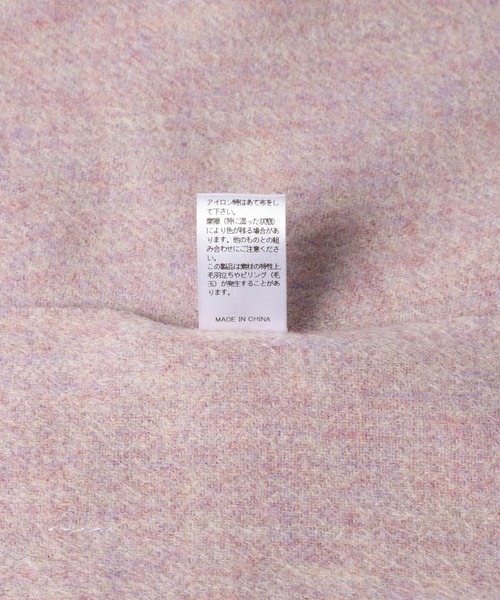 アイロン時はあて布をし
て下さい。
摩擦（特に湿った状態）
により色が移る場合があ
ります。他のものとの組
み合わせにご注意くださ
い。
この製品は素材の特性上、
毛羽立ちやピリング（毛
玉）が発生することがあ
ります。
MADE IN CHINA